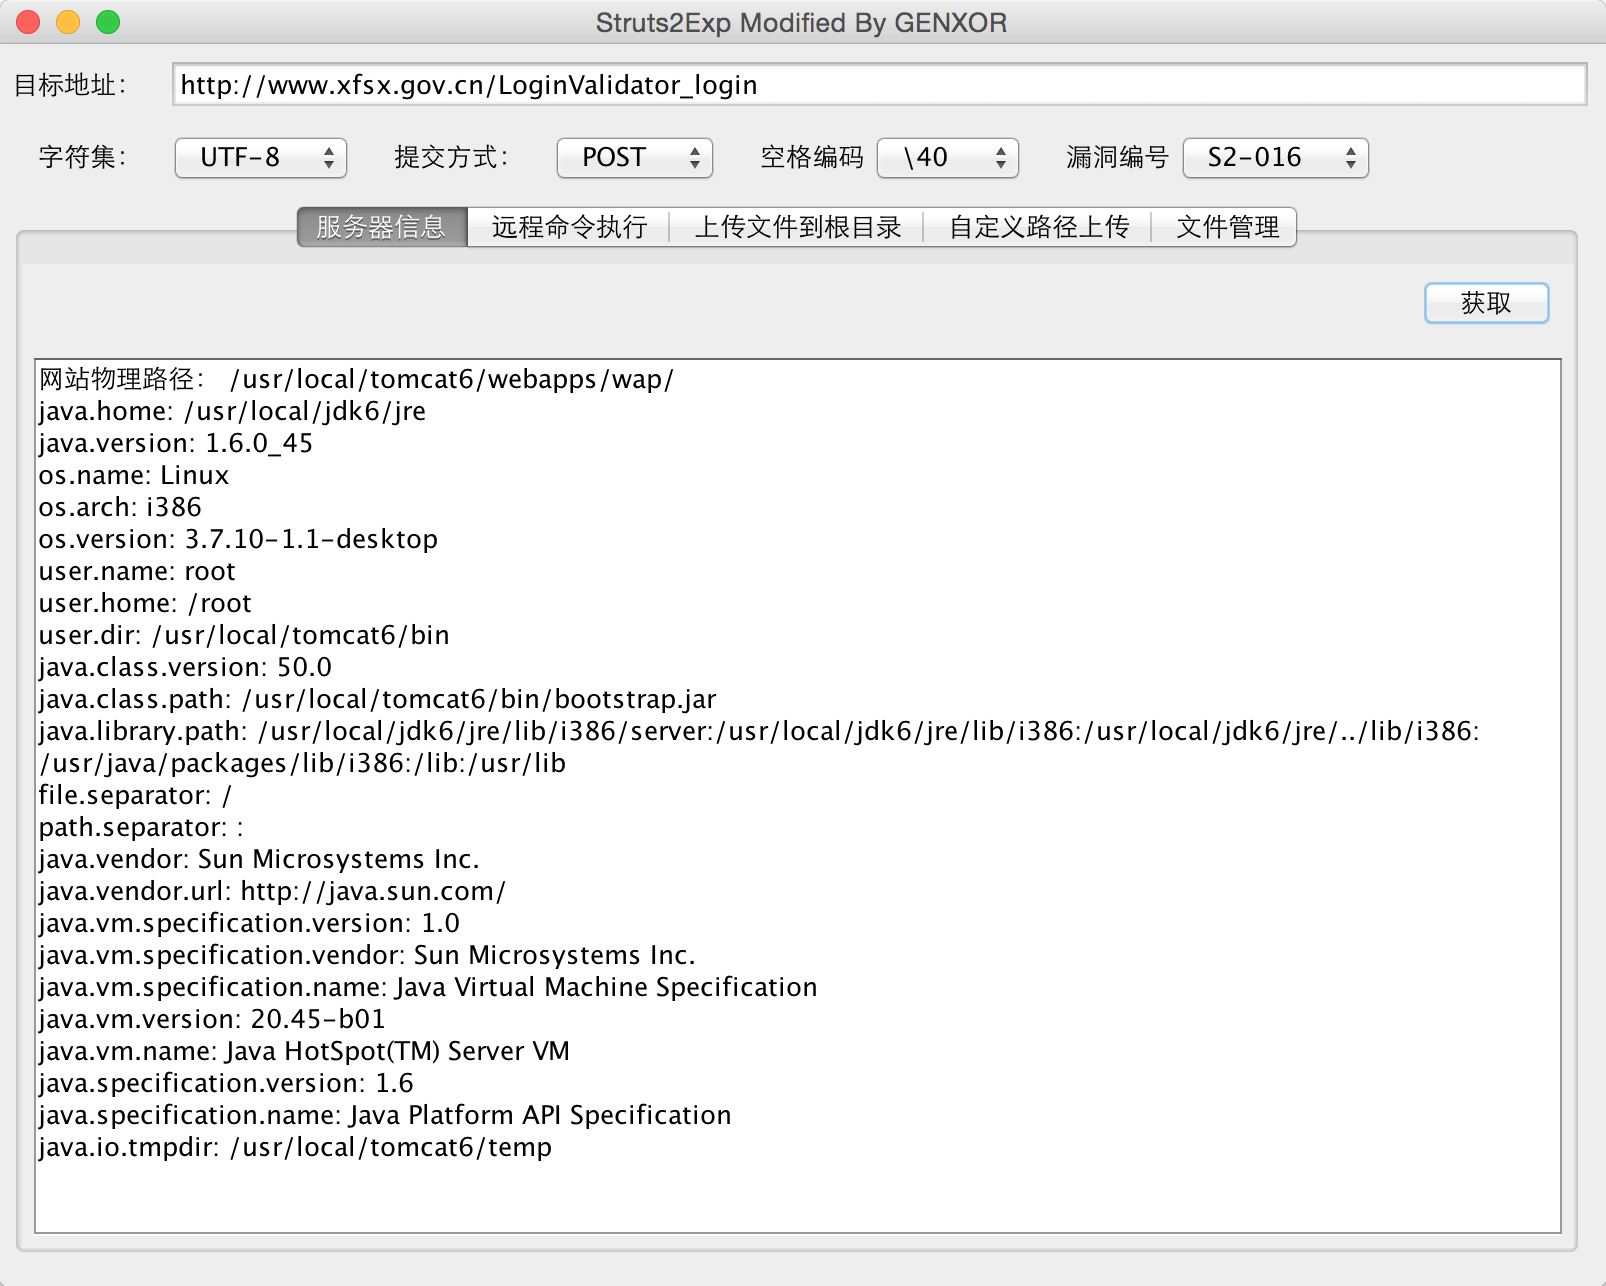 Struts2Exp Modified By GENXOR
目标地址： http://www.xfsx.gov.cn/LoginValidator_login
字符集： UTF-8 提交方式： POST 空格编码 \40 漏洞编号 S2-016
服务器信息 远程命令执行 上传文件到根目录 自定义路径上传 文件管理
获取
网站物理路径： /usr/local/tomcat6/webapps/wap/
java.home: /usr/local/jdk6/jre
java.version: 1.6.0_45
os.name: Linux
os.arch: i386
os.version: 3.7.10-1.1-desktop
user.name: root
user.home: /root
user.dir: /usr/local/tomcat6/bin
java.class.version: 50.0
java.class.path: /usr/local/tomcat6/bin/bootstrap.jar
java.library.path: /usr/local/jdk6/jre/lib/i386/server:/usr/local/jdk6/jre/lib/i386:/usr/local/jdk6/jre/../lib/i386:
/usr/java/packages/lib/i386:/lib:/usr/lib
file.separator: /
path.separator: :
java.vendor: Sun Microsystems Inc.
java.vendor.url: http://java.sun.com/
java.vm.specification.version: 1.0
java.vm.specification.vendor: Sun Microsystems Inc.
java.vm.specification.name: Java Virtual Machine Specification
java.vm.version: 20.45-b01
java.vm.name: Java HotSpot(TM) Server VM
java.specification.version: 1.6
java.specification.name: Java Platform API Specification
java.io.tmpdir: /usr/local/tomcat6/temp